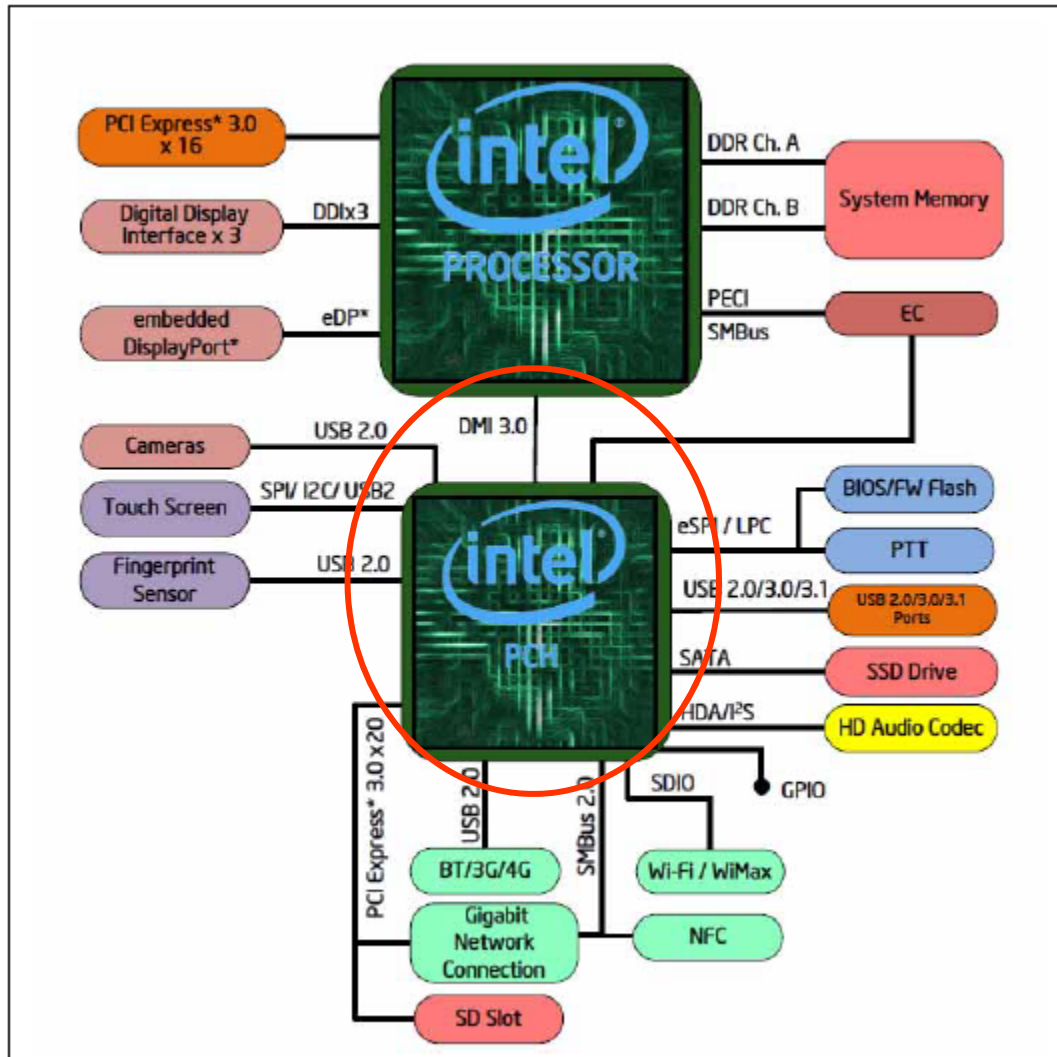 PCI Express* 3.0
x 16
Digital Display
Interface x 3
DDIx3
embedded
DisplayPort*
eDP*
intel®
PROCESSOR
DDR Ch. A
DDR Ch. B
System Memory
PECI
SMBus
EC
DMI 3.0
Cameras
USB 2.0
Touch Screen
SPI/ I2C/ USB2
Fingerprint
Sensor
USB 2.0
intel®
PCH
eSPI / LPC
BIOS/FW Flash
PTT
USB 2.0/3.0/3.1
USB 2.0/3.0/3.1
Ports
SATA
SSD Drive
HDA/I²S
HD Audio Codec
GPIO
SDIO
PCI Express* 3.0 x20
USB 2.0
SMBus 2.0
BT/3G/4G
Wi-Fi / WiMax
Gigabit
Network
Connection
NFC
SD Slot